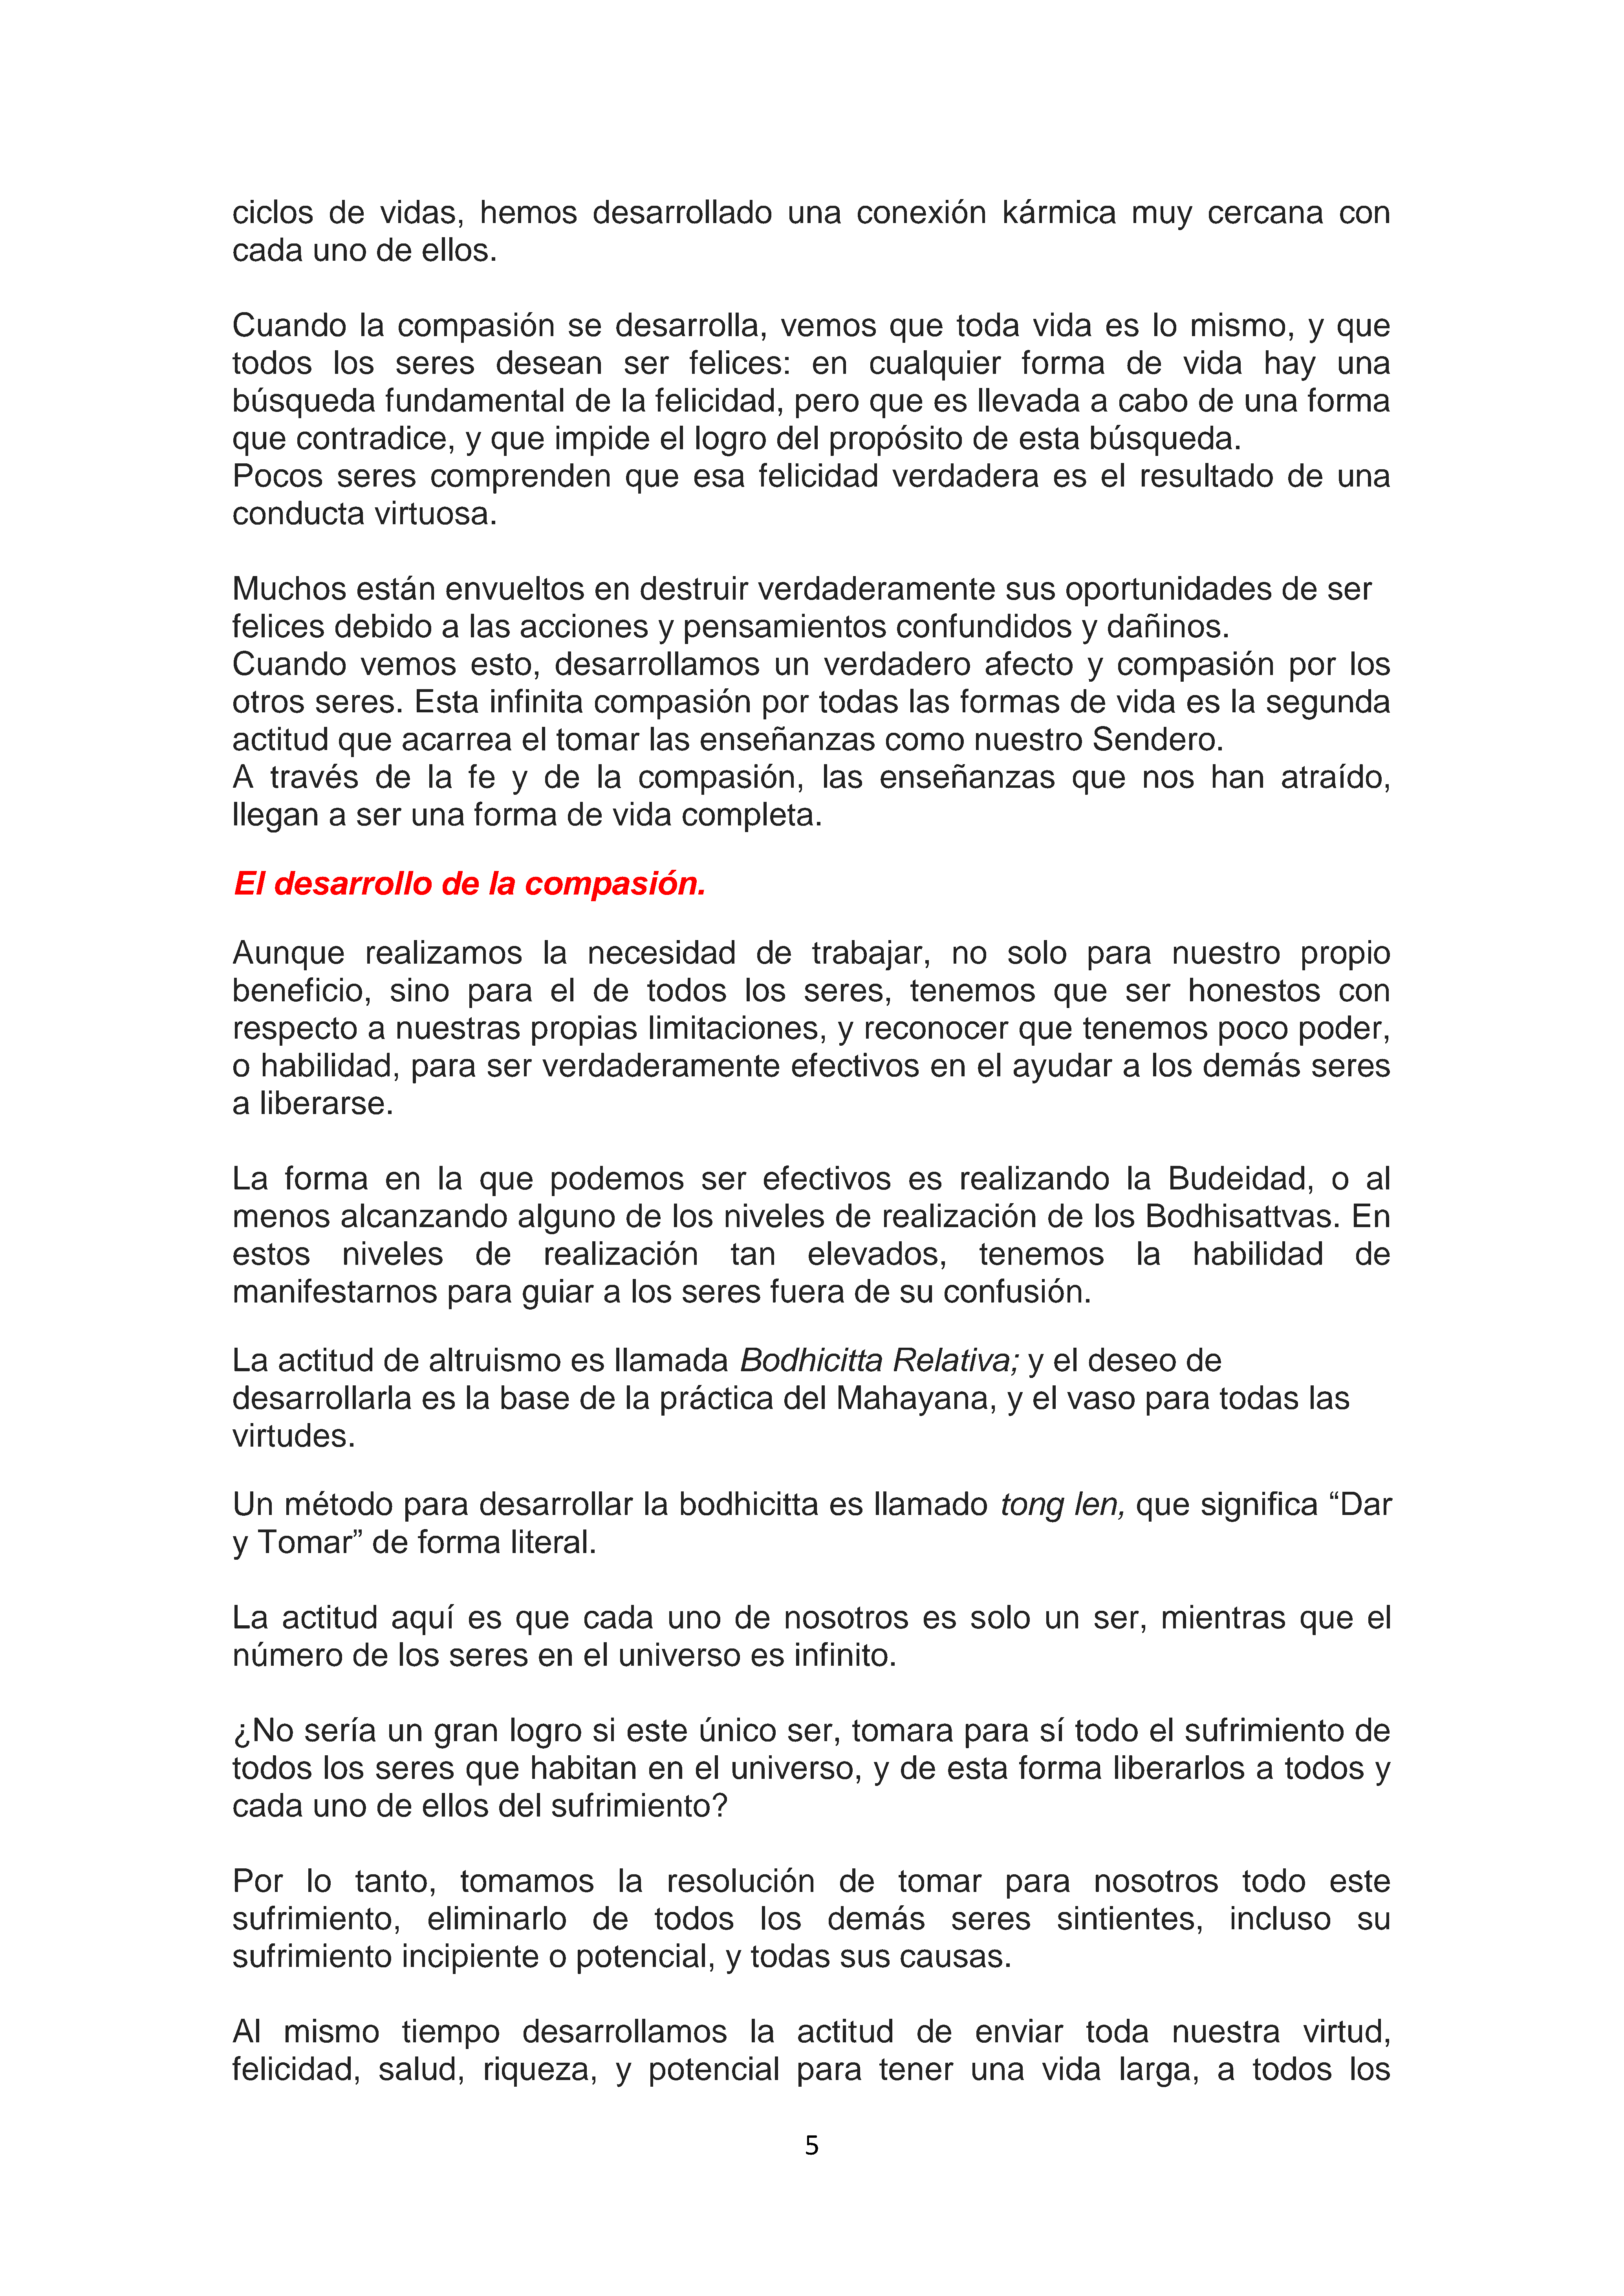 ciclos de vidas, hemos desarrollado una conexión kármica muy cercana con
cada uno de ellos.
Cuando la compasión se desarrolla, vemos que toda vida es lo mismo, y que
todos los seres desean ser felices: en cualquier forma de vida hay una
búsqueda fundamental de la felicidad, pero que es llevada a cabo de una forma
que contradice, y que impide el logro del propósito de esta búsqueda.
Pocos seres comprenden que esa felicidad verdadera es el resultado de una
conducta virtuosa.
Muchos están envueltos en destruir verdaderamente sus oportunidades de ser
felices debido a las acciones y pensamientos confundidos y dañinos.
Cuando vemos esto, desarrollamos un verdadero afecto y compasión por los
otros seres. Esta infinita compasión por todas las formas de vida es la segunda
actitud que acarrea el tomar las enseñanzas como nuestro Sendero.
A través de la fe y de la compasión, las enseñanzas que nos han atraído,
llegan a ser una forma de vida completa.
El desarrollo de la compasión.
Aunque realizamos la necesidad de trabajar, no solo para nuestro propio
beneficio, sino para el de todos los seres, tenemos que ser honestos con
respecto a nuestras propias limitaciones, y reconocer que tenemos poco poder,
o habilidad, para ser verdaderamente efectivos en el ayudar a los demás seres
a liberarse.
La forma en la que podemos ser efectivos es realizando la Budeidad, o al
menos alcanzando alguno de los niveles de realización de los Bodhisattvas. En
estos niveles de realización tan elevados, tenemos la habilidad de
manifestarnos para guiar a los seres fuera de su confusión.
La actitud de altruismo es llamada Bodhicitta Relativa; y el deseo de
desarrollarla es la base de la práctica del Mahayana, y el vaso para todas las
virtudes.
Un método para desarrollar la bodhicitta es llamado tong len, que significa “Dar
y Tomar” de forma literal.
La actitud aquí es que cada uno de nosotros es solo un ser, mientras que el
número de los seres en el universo es infinito.
¿No sería un gran logro si este único ser, tomara para sí todo el sufrimiento de
todos los seres que habitan en el universo, y de esta forma liberarlos a todos y
cada uno de ellos del sufrimiento?
Por lo tanto, tomamos la resolución de tomar para nosotros todo este
sufrimiento, eliminarlo de todos los demás seres sintientes, incluso su
sufrimiento incipiente o potencial, y todas sus causas.
Al mismo tiempo desarrollamos la actitud de enviar toda nuestra virtud,
felicidad, salud, riqueza, y potencial para tener una vida larga, a todos los
5